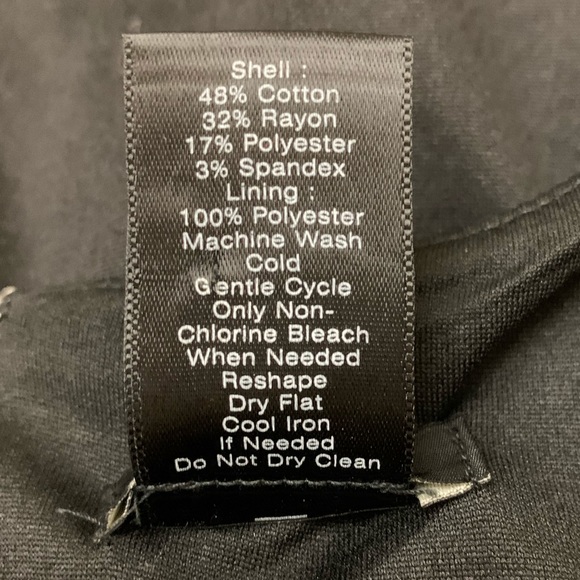 Shell :
48% Cotton
32% Rayon
17% Polyester
3% Spandex
Lining :
100% Polyester
Machine Wash
Cold
Gentle Cycle
Only Non-
Chlorine Bleach
When Needed
Reshape
Dry Flat
Cool Iron
If Needed
Do Not Dry Clean